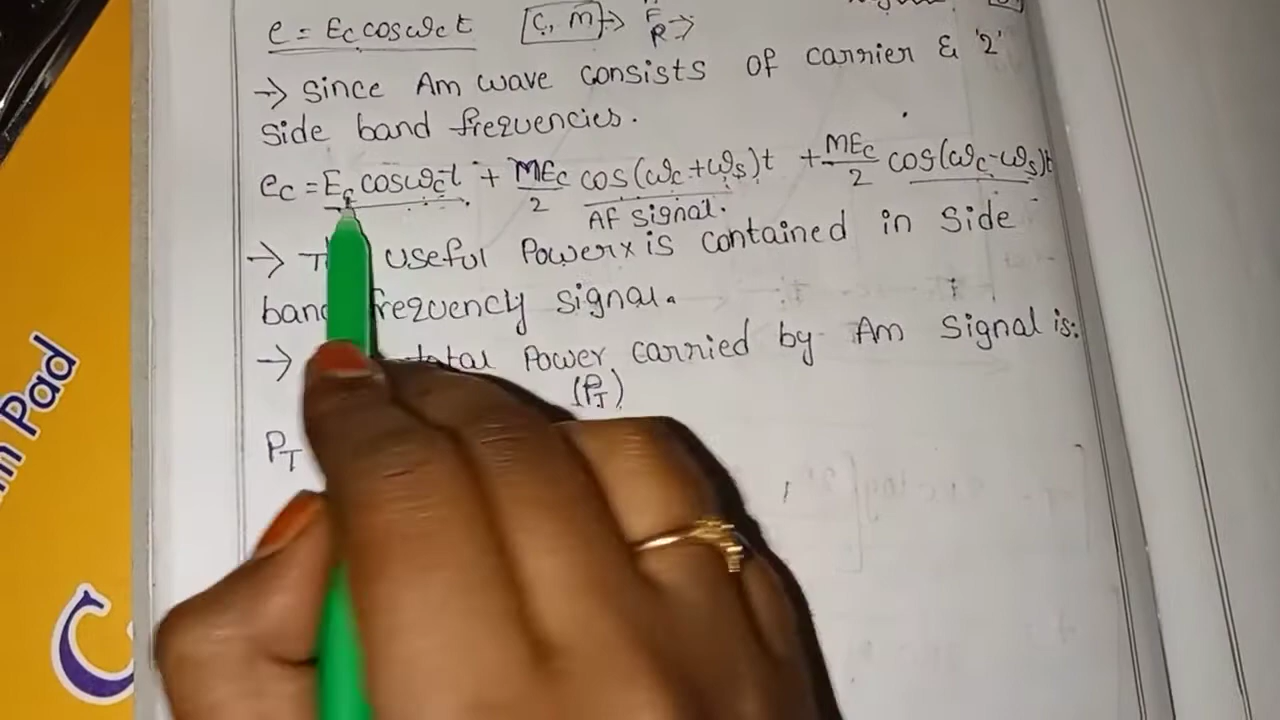 e = Ec cosωct [C, m]→ R→
→ Since Am wave consists of carrier & '2'
side band frequencies.
ec = Ec cosωct + MEc/2 cos(ωc+ωs)t + MEc/2 cos(ωc-ωs)t
AF signal.
→ useful Power x is contained in Side
band frequency signal.
→ total Power carried by Am Signal is:
(PT)
PT
Pad